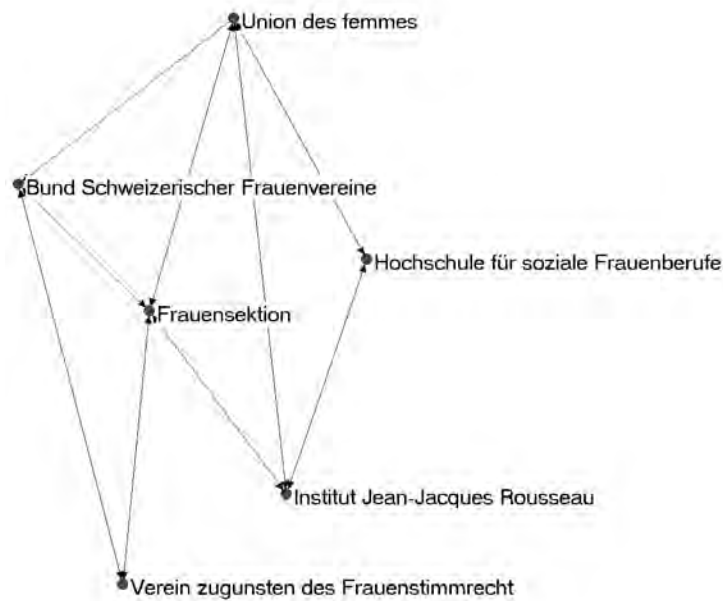 Union des femmes
Bund Schweizerischer Frauenvereine
Hochschule für soziale Frauenberufe
Frauensektion
Institut Jean-Jacques Rousseau
Verein zugunsten des Frauenstimmrecht